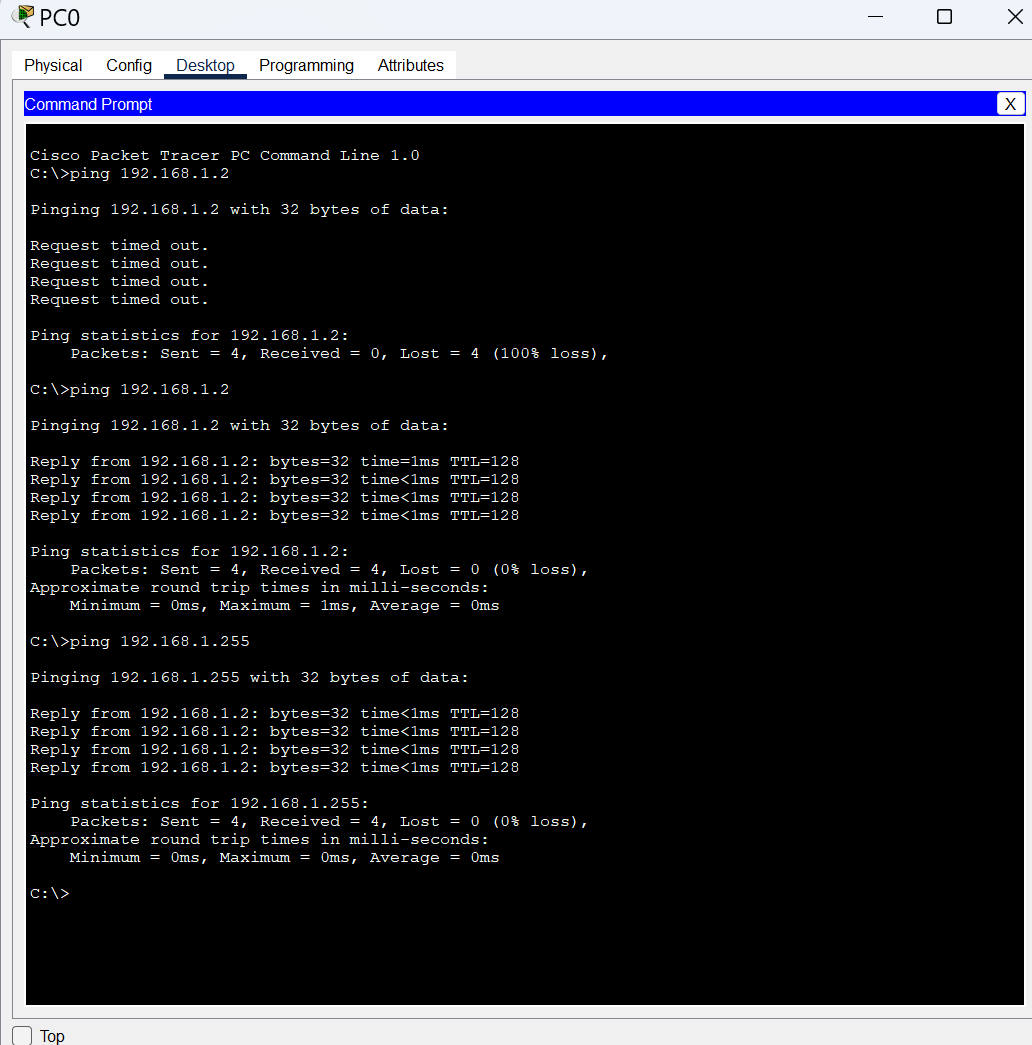 PC0
Physical Config Desktop Programming Attributes
Command Prompt
X
Cisco Packet Tracer PC Command Line 1.0
C:\>ping 192.168.1.2
Pinging 192.168.1.2 with 32 bytes of data:
Request timed out.
Request timed out.
Request timed out.
Request timed out.
Ping statistics for 192.168.1.2:
Packets: Sent = 4, Received = 0, Lost = 4 (100% loss),
C:\>ping 192.168.1.2
Pinging 192.168.1.2 with 32 bytes of data:
Reply from 192.168.1.2: bytes=32 time=1ms TTL=128
Reply from 192.168.1.2: bytes=32 time<1ms TTL=128
Reply from 192.168.1.2: bytes=32 time<1ms TTL=128
Reply from 192.168.1.2: bytes=32 time<1ms TTL=128
Ping statistics for 192.168.1.2:
Packets: Sent = 4, Received = 4, Lost = 0 (0% loss),
Approximate round trip times in milli-seconds:
Minimum = 0ms, Maximum = 1ms, Average = 0ms
C:\>ping 192.168.1.255
Pinging 192.168.1.255 with 32 bytes of data:
Reply from 192.168.1.2: bytes=32 time<1ms TTL=128
Reply from 192.168.1.2: bytes=32 time<1ms TTL=128
Reply from 192.168.1.2: bytes=32 time<1ms TTL=128
Reply from 192.168.1.2: bytes=32 time<1ms TTL=128
Ping statistics for 192.168.1.255:
Packets: Sent = 4, Received = 4, Lost = 0 (0% loss),
Approximate round trip times in milli-seconds:
Minimum = 0ms, Maximum = 0ms, Average = 0ms
C:\>
Top